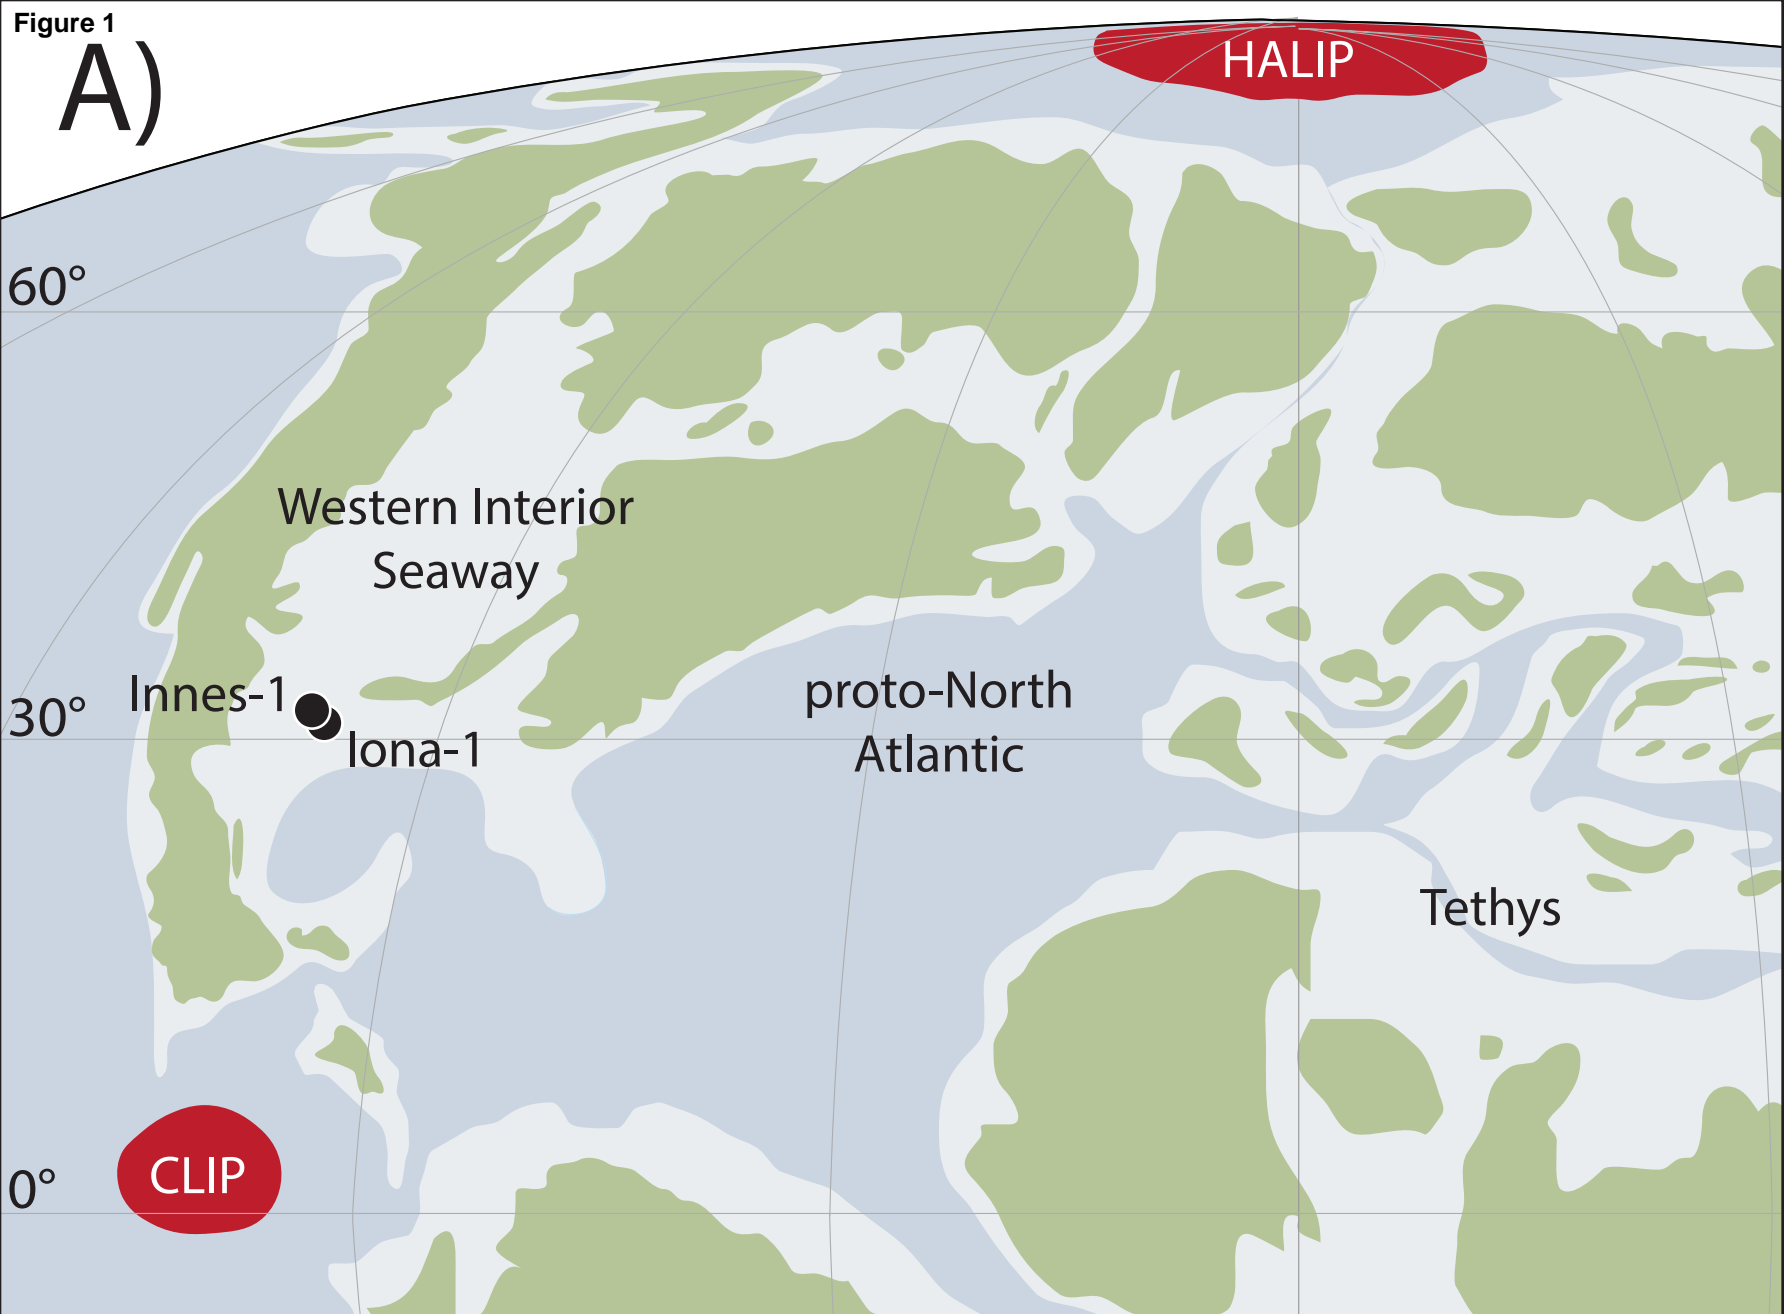 Figure 1
A)
HALIP
60°
Western Interior
Seaway
Innes-1
30°
Iona-1
proto-North
Atlantic
Tethys
CLIP
0°